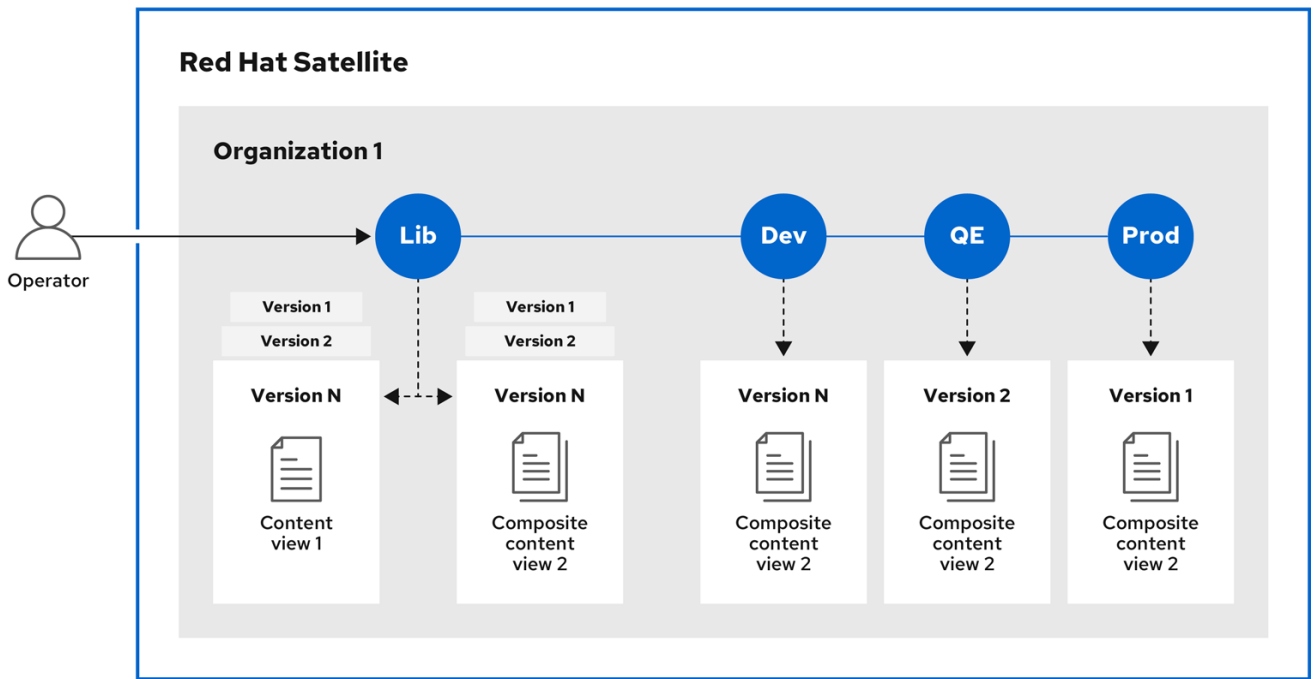 Red Hat Satellite
Organization 1
Operator
Lib
Dev
QE
Prod
Version 1
Version 2
Version N
Content
view 1
Version 1
Version 2
Version N
Composite
content
view 2
Version N
Composite
content
view 2
Version 2
Composite
content
view 2
Version 1
Composite
content
view 2